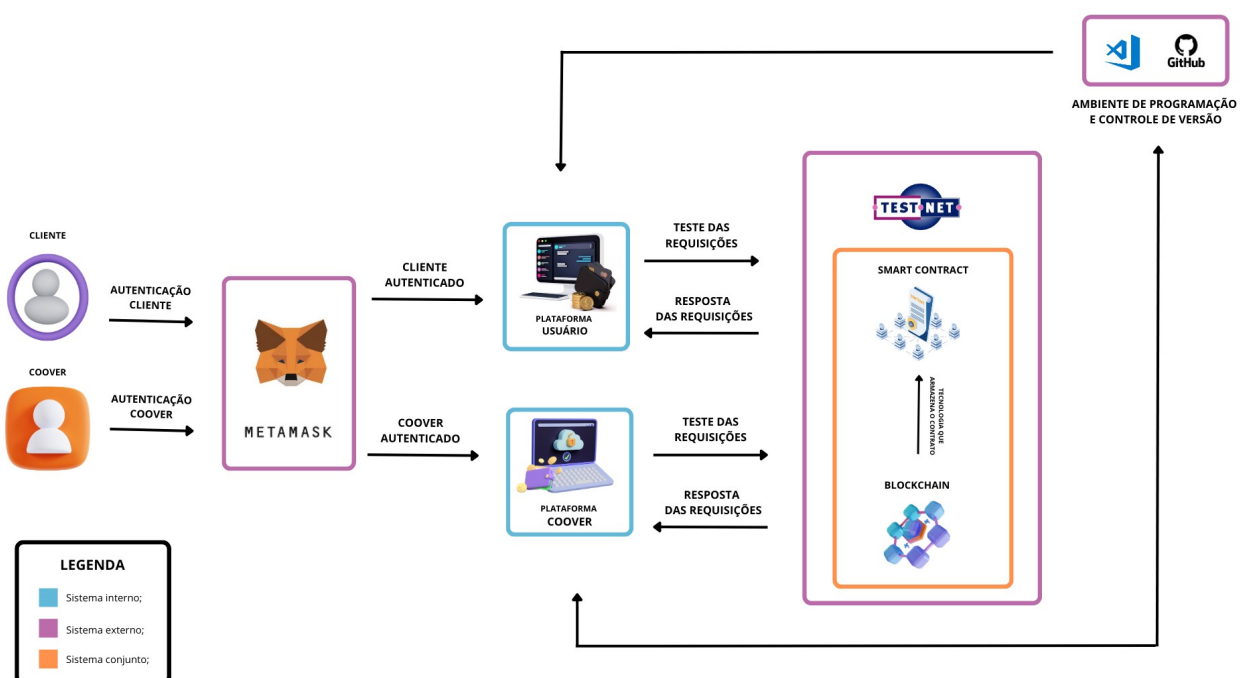 GitHub
AMBIENTE DE PROGRAMAÇÃO
E CONTROLE DE VERSÃO
CLIENTE
AUTENTICAÇÃO
CLIENTE
COOVER
AUTENTICAÇÃO
COOVER
METAMASK
CLIENTE
AUTENTICADO
COOVER
AUTENTICADO
PLATAFORMA
USUÁRIO
PLATAFORMA
COOVER
TESTE DAS
REQUISIÇÕES
RESPOSTA
DAS REQUISIÇÕES
TESTE DAS
REQUISIÇÕES
RESPOSTA
DAS REQUISIÇÕES
TEST NET
SMART CONTRACT
TECNOLOGIA QUE
ARMAZENA O CONTRATO
BLOCKCHAIN
LEGENDA
Sistema interno;
Sistema externo;
Sistema conjunto;